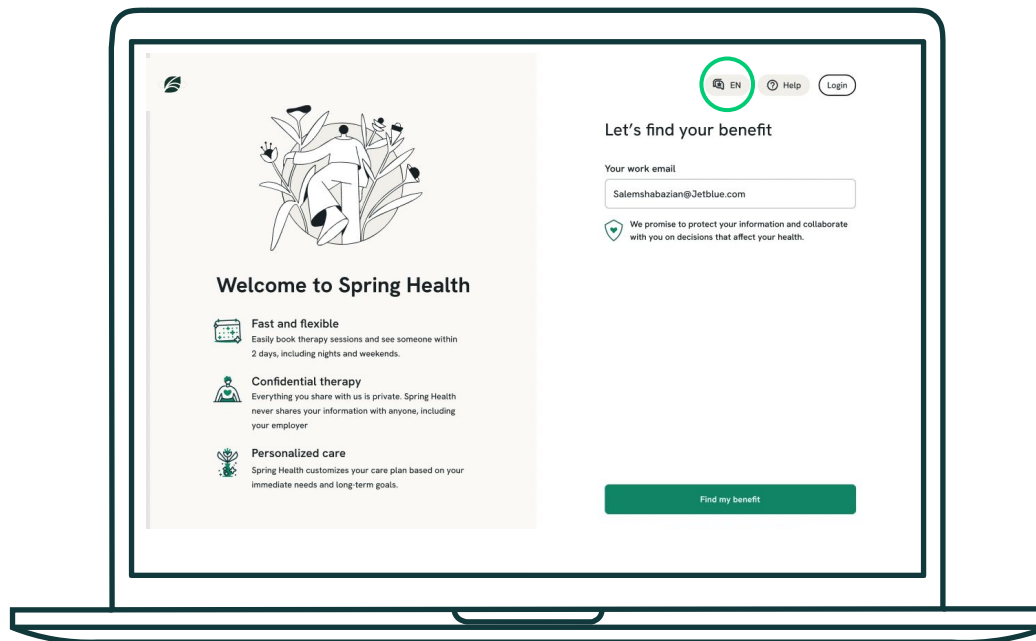 EN
Help
Login
Let's find your benefit
Your work email
Salemshabazian@Jetblue.com
We promise to protect your information and collaborate
with you on decisions that affect your health.
Welcome to Spring Health
Fast and flexible
Easily book therapy sessions and see someone within
2 days, including nights and weekends.
Confidential therapy
Everything you share with us is private. Spring Health
never shares your information with anyone, including
your employer
Personalized care
Spring Health customizes your care plan based on your
immediate needs and long-term goals.
Find my benefit